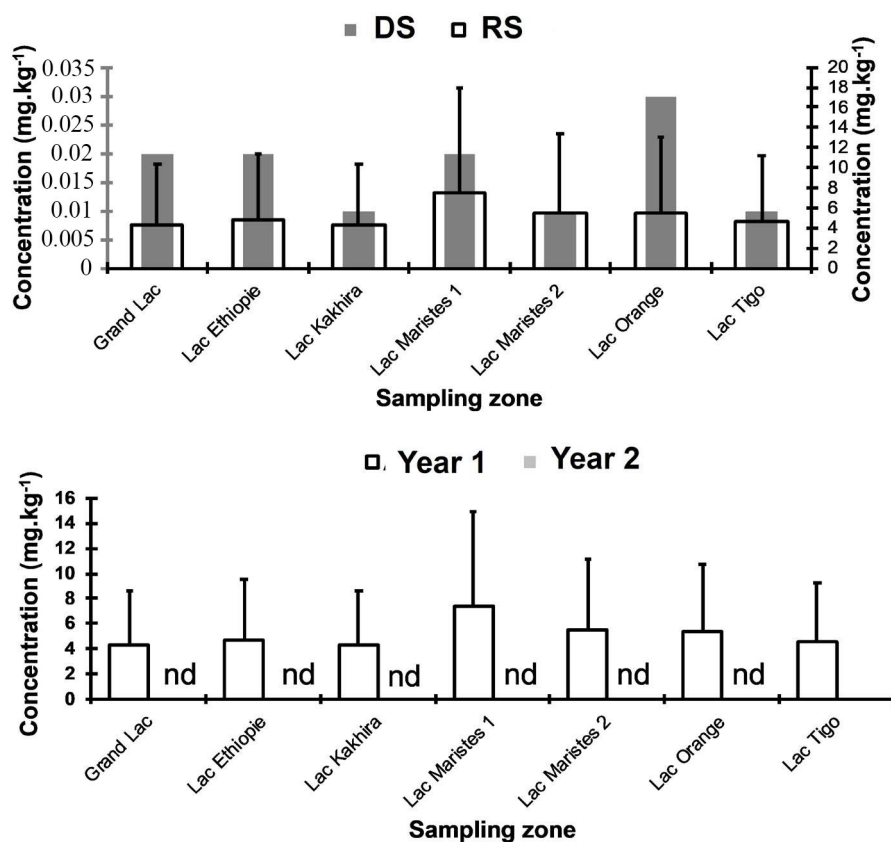 DS RS
Concentration (mg.kg-1)
0.035
0.03
0.025
0.02
0.015
0.01
0.005
0
20
18
16
14
12
10
8
6
4
2
0
Concentration (mg.kg-1)
Grand Lac
Lac Ethiopie
Lac Kakhira
Lac Maristes 1
Lac Maristes 2
Lac Orange
Lac Tigo
Sampling zone
Year 1 Year 2
Concentration (mg.kg-1)
16
14
12
10
8
6
4
2
0
nd nd nd nd nd nd
Grand Lac
Lac Ethiopie
Lac Kakhira
Lac Maristes 1
Lac Maristes 2
Lac Orange
Lac Tigo
Sampling zone